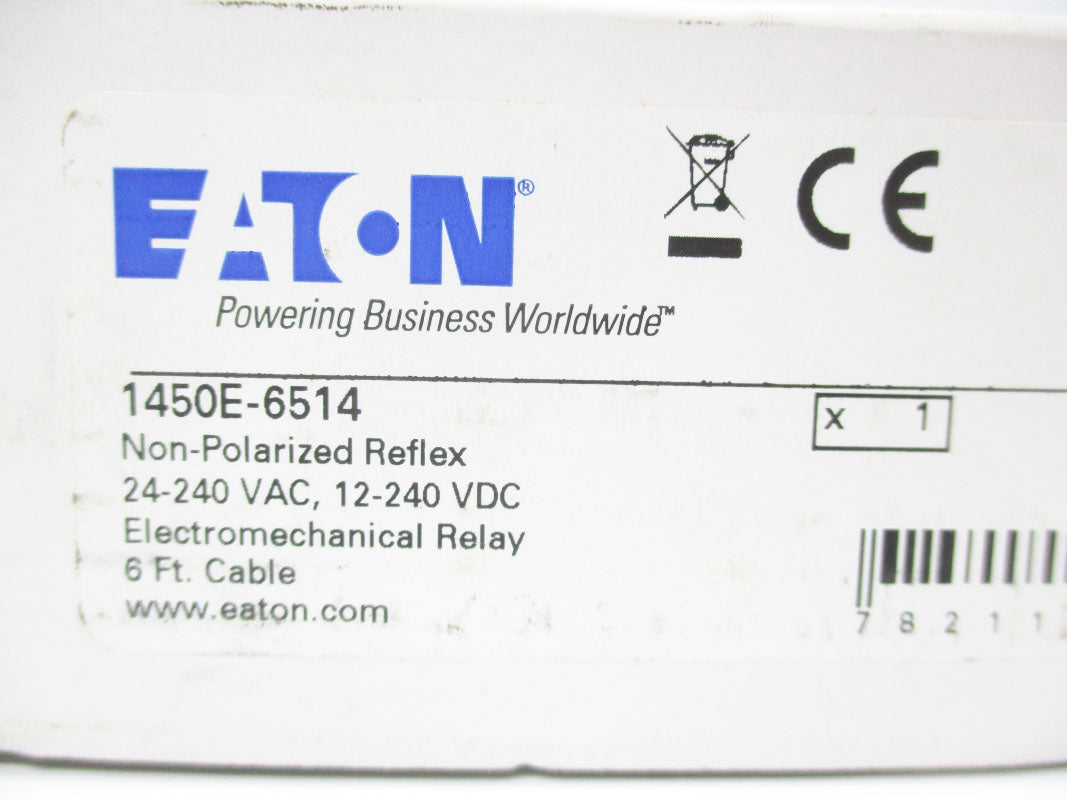 EATON®
Powering Business Worldwide™
CE
1450E-6514
x 1
Non-Polarized Reflex
24-240 VAC, 12-240 VDC
Electromechanical Relay
6 Ft. Cable
www.eaton.com
7 8 2 1 1